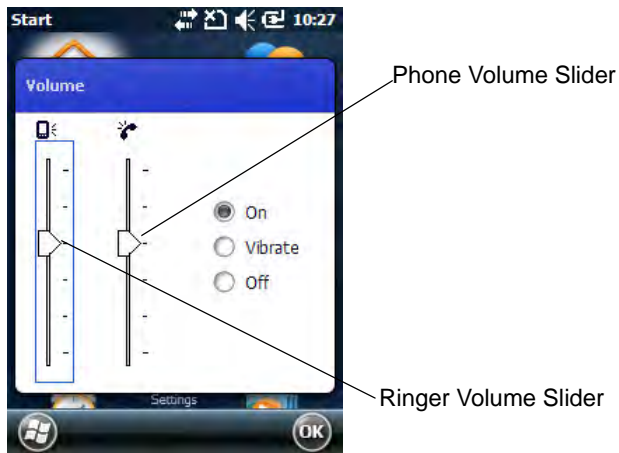 Start 10:27
Phone Volume Slider
Volume
On
Vibrate
Off
Ringer Volume Slider
Settings
OK